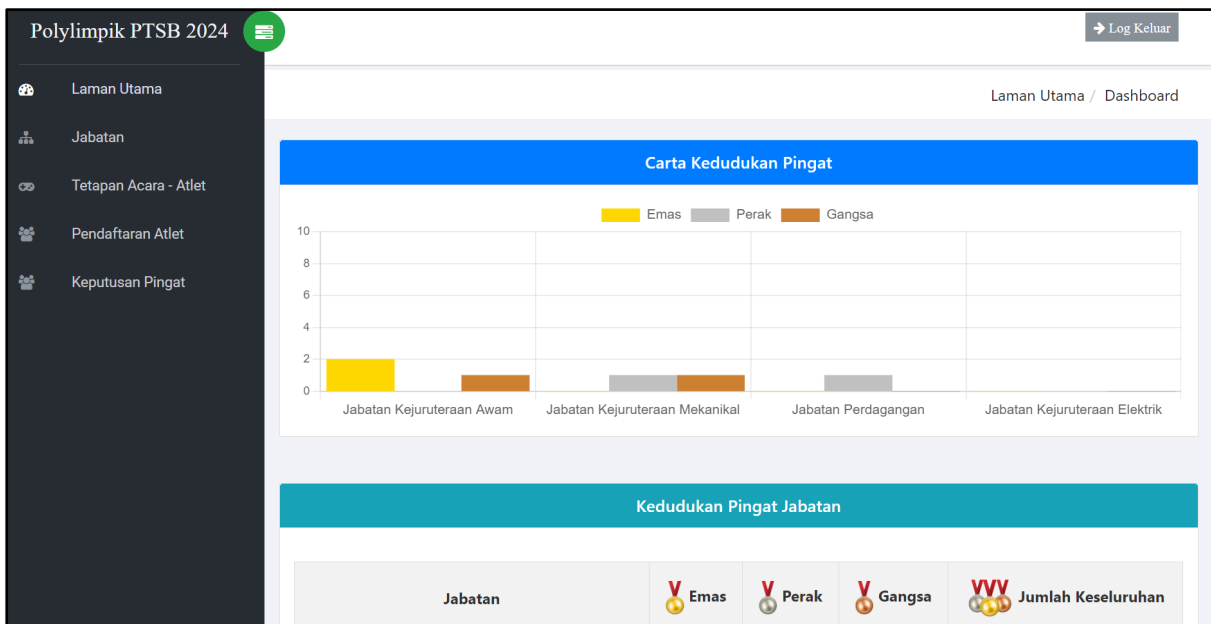 Polylimpik PTSB 2024
Log Keluar
Laman Utama
Jabatan
Tetapan Acara - Atlet
Pendaftaran Atlet
Keputusan Pingat
Laman Utama / Dashboard
Carta Kedudukan Pingat
Emas Perak Gangsa
10
8
6
4
2
0
Jabatan Kejuruteraan Awam Jabatan Kejuruteraan Mekanikal Jabatan Perdagangan Jabatan Kejuruteraan Elektrik
Kedudukan Pingat Jabatan
Jabatan Emas Perak Gangsa Jumlah Keseluruhan